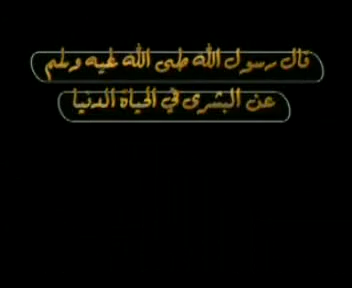 قال رسول الله صلى الله عليه وسلم
عن البشرى في الحياة الدنيا